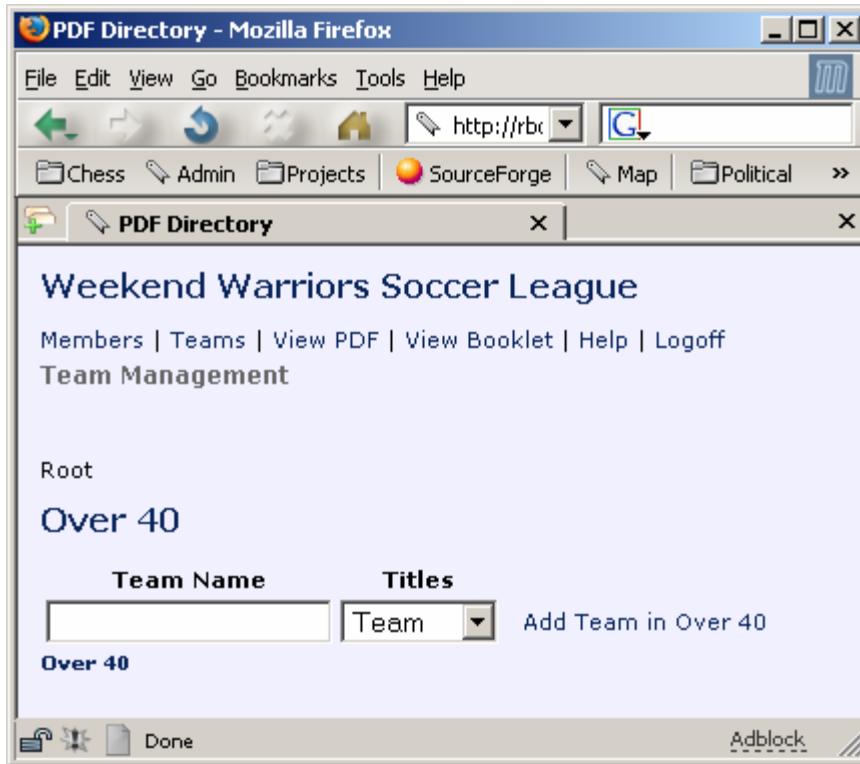 PDF Directory - Mozilla Firefox
File Edit View Go Bookmarks Tools Help
http://rbc
Chess Admin Projects SourceForge Map Political »
PDF Directory
Weekend Warriors Soccer League
Members | Teams | View PDF | View Booklet | Help | Logoff
Team Management
Root
Over 40
Team Name Titles
Team Add Team in Over 40
Over 40
Done Adblock